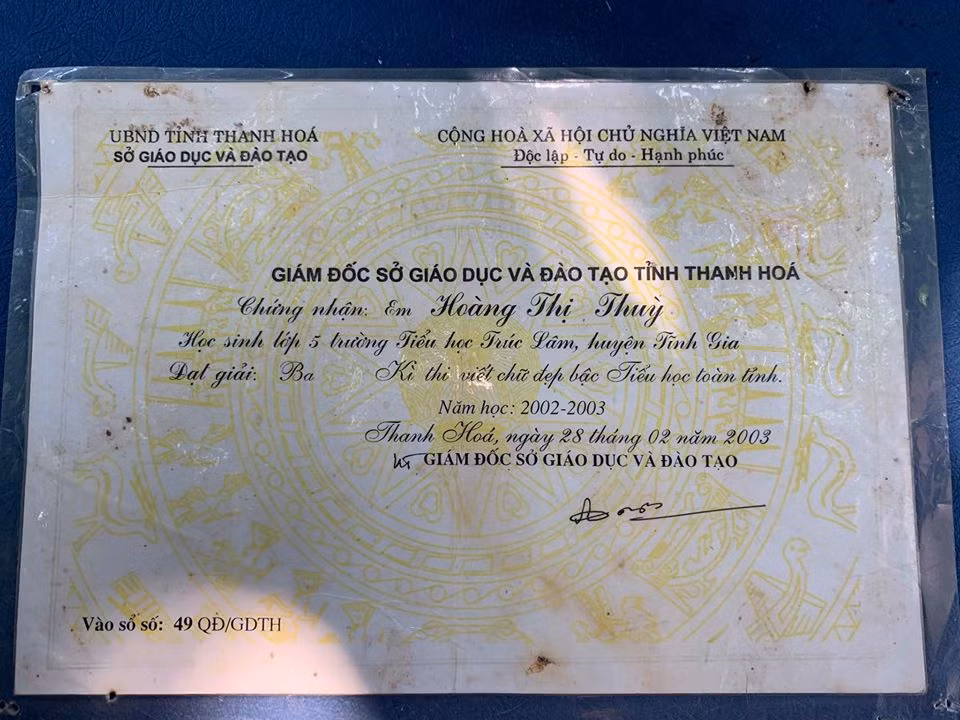 UBND TỈNH THANH HOÁ
SỞ GIÁO DỤC VÀ ĐÀO TẠO
CỘNG HOÀ XÃ HỘI CHỦ NGHĨA VIỆT NAM
Độc lập - Tự do - Hạnh phúc
GIÁM ĐỐC SỞ GIÁO DỤC VÀ ĐÀO TẠO TỈNH THANH HOÁ
Chứng nhận: Em Hoàng Thị Thuỳ
Học sinh lớp 5 trường Tiểu học Trúc Lâm, huyện Tĩnh Gia
Đạt giải: Ba Kì thi viết chữ đẹp bậc Tiểu học toàn tỉnh.
Năm học: 2002-2003
Thanh Hoá, ngày 28 tháng 02 năm 2003
GIÁM ĐỐC SỞ GIÁO DỤC VÀ ĐÀO TẠO
Vào sổ số: 49 QĐ/GDTH